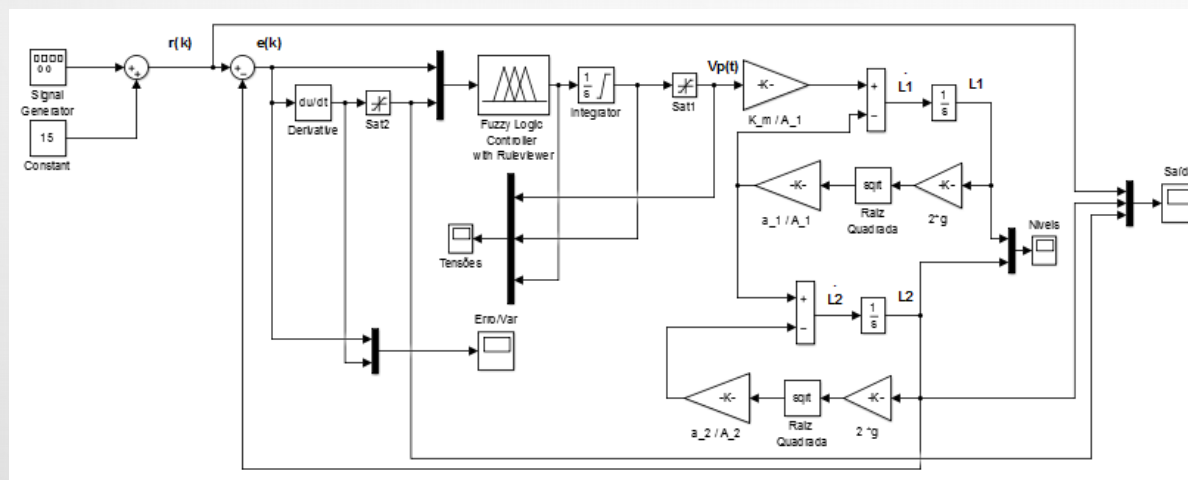 r(k)
e(k)
Signal
Generator
15
Constant
du/dt
Derivative
Sat2
Fuzzy Logic
Controller
with Ruleviewer
1
s
Integrator
Sat1
Vp(t)
-K-
K_m / A_1
+
−
L1
1
s
L1
-K-
a_1 / A_1
sqrt
Raiz
Quadrada
-K-
2*g
Níveis
Saíd
Tensões
Erro/Var
+
−
L2
1
s
L2
-K-
a_2 / A_2
sqrt
Raiz
Quadrada
-K-
2 *g